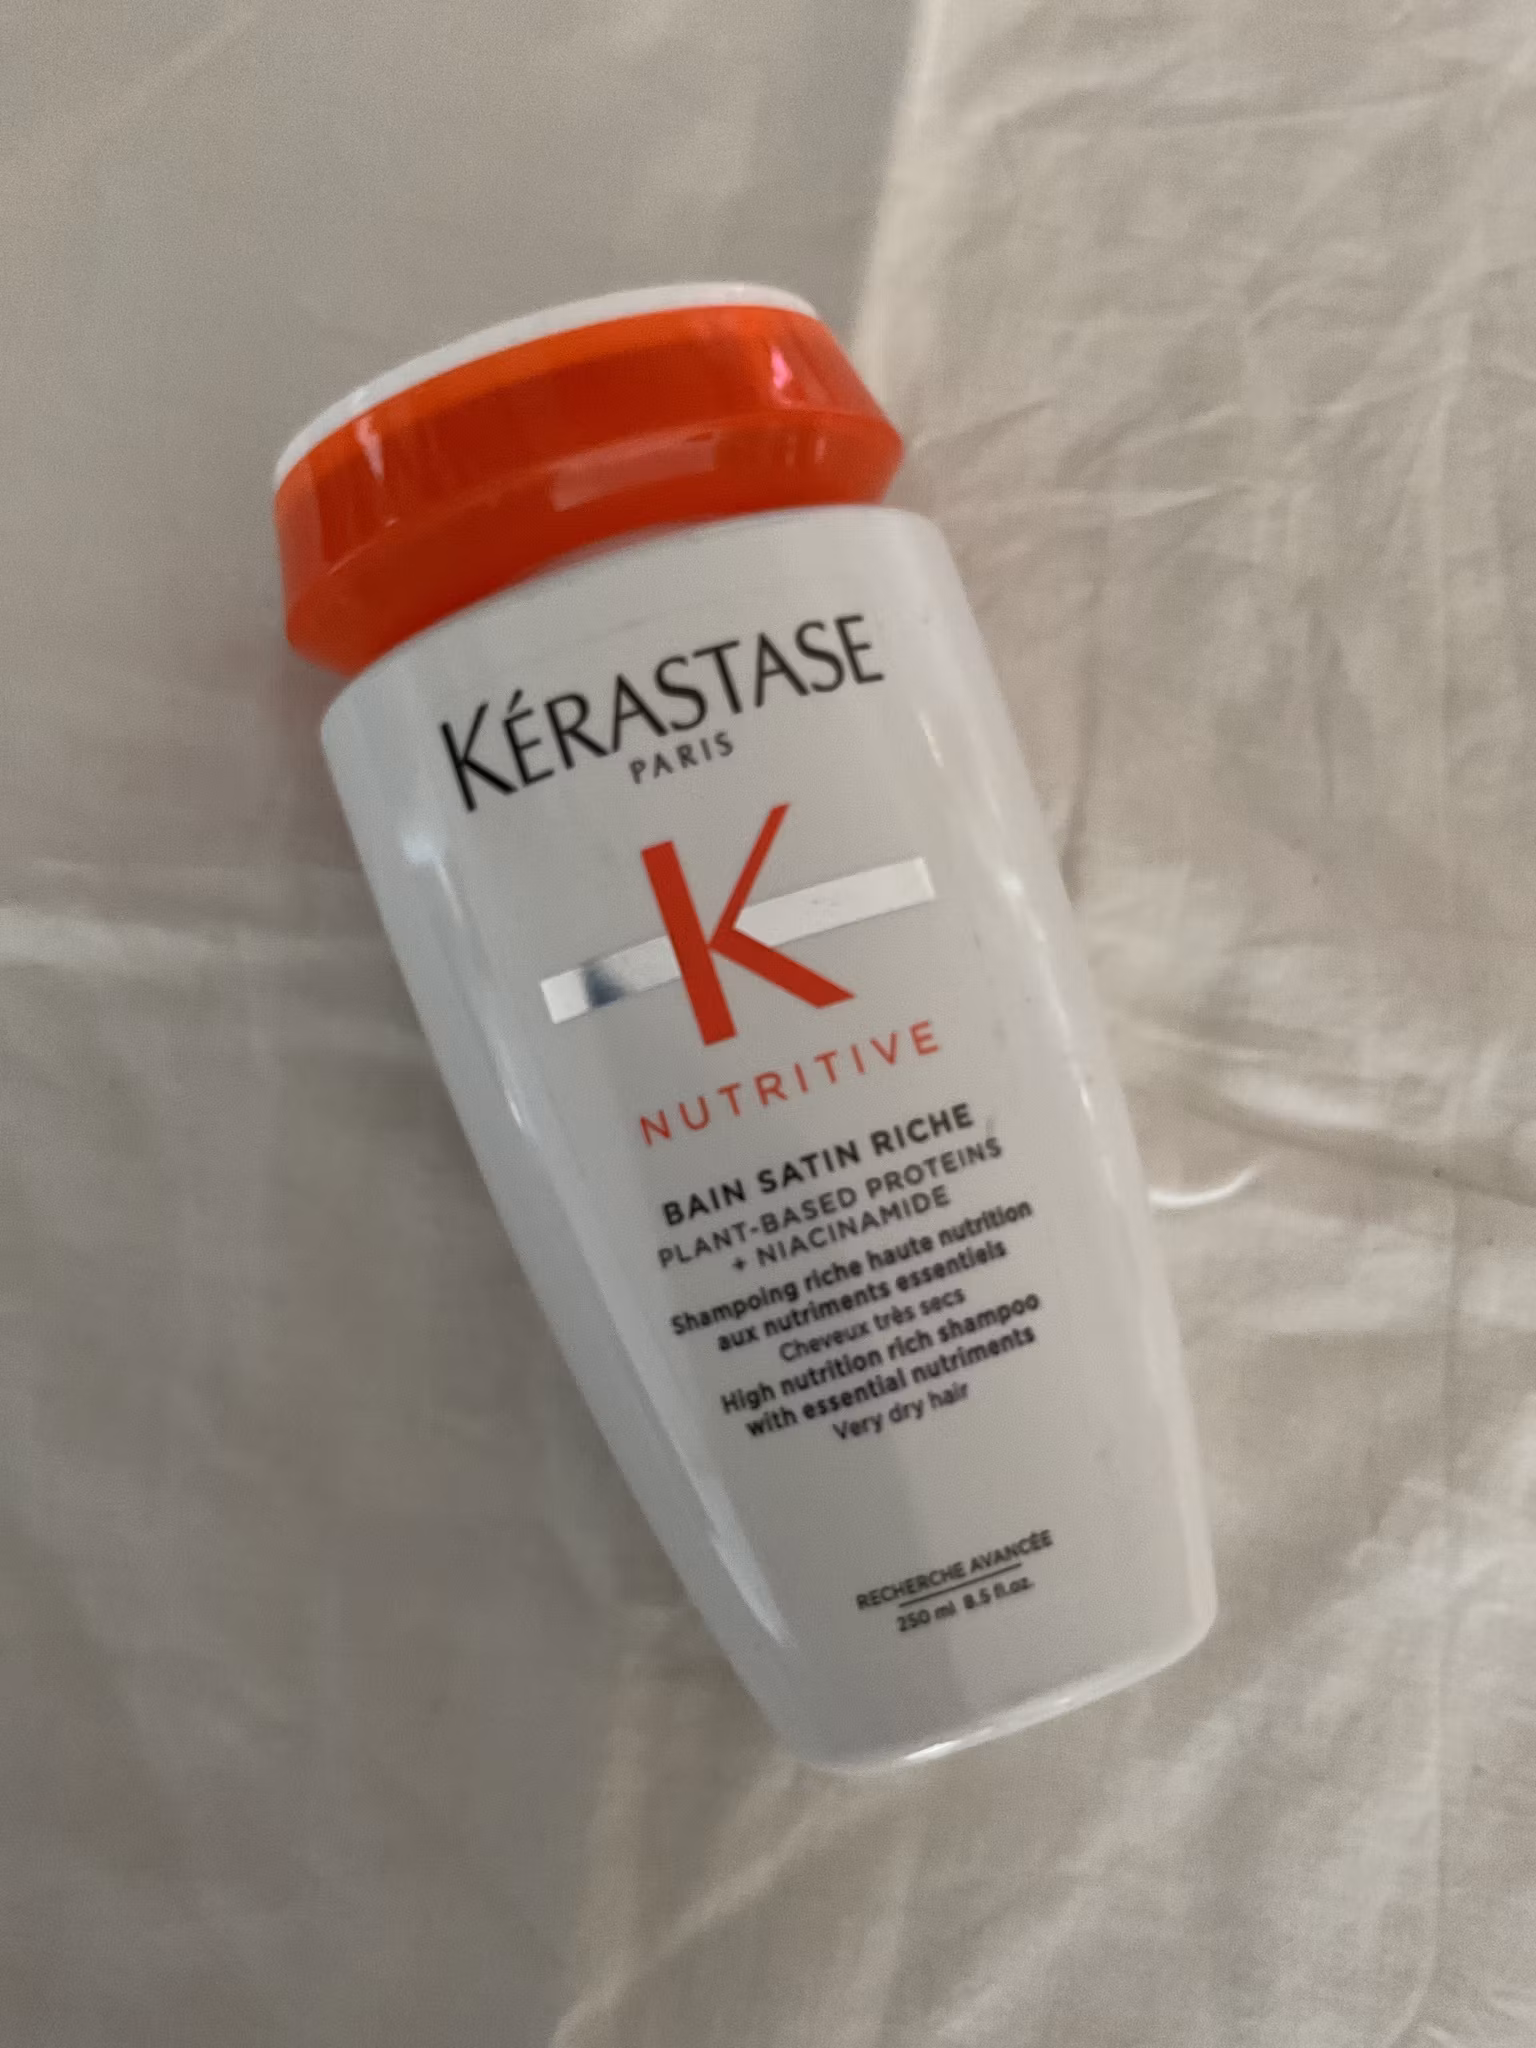 KÉRASTASE
PARIS
K
NUTRITIVE
BAIN SATIN RICHE
PLANT-BASED PROTEINS
+ NIACINAMIDE
Shampoing riche haute nutrition
aux nutriments essentiels
Cheveux très secs
High nutrition rich shampoo
with essential nutriments
Very dry hair
RECHERCHE AVANCÉE
250 ml 8.5 fl.oz.